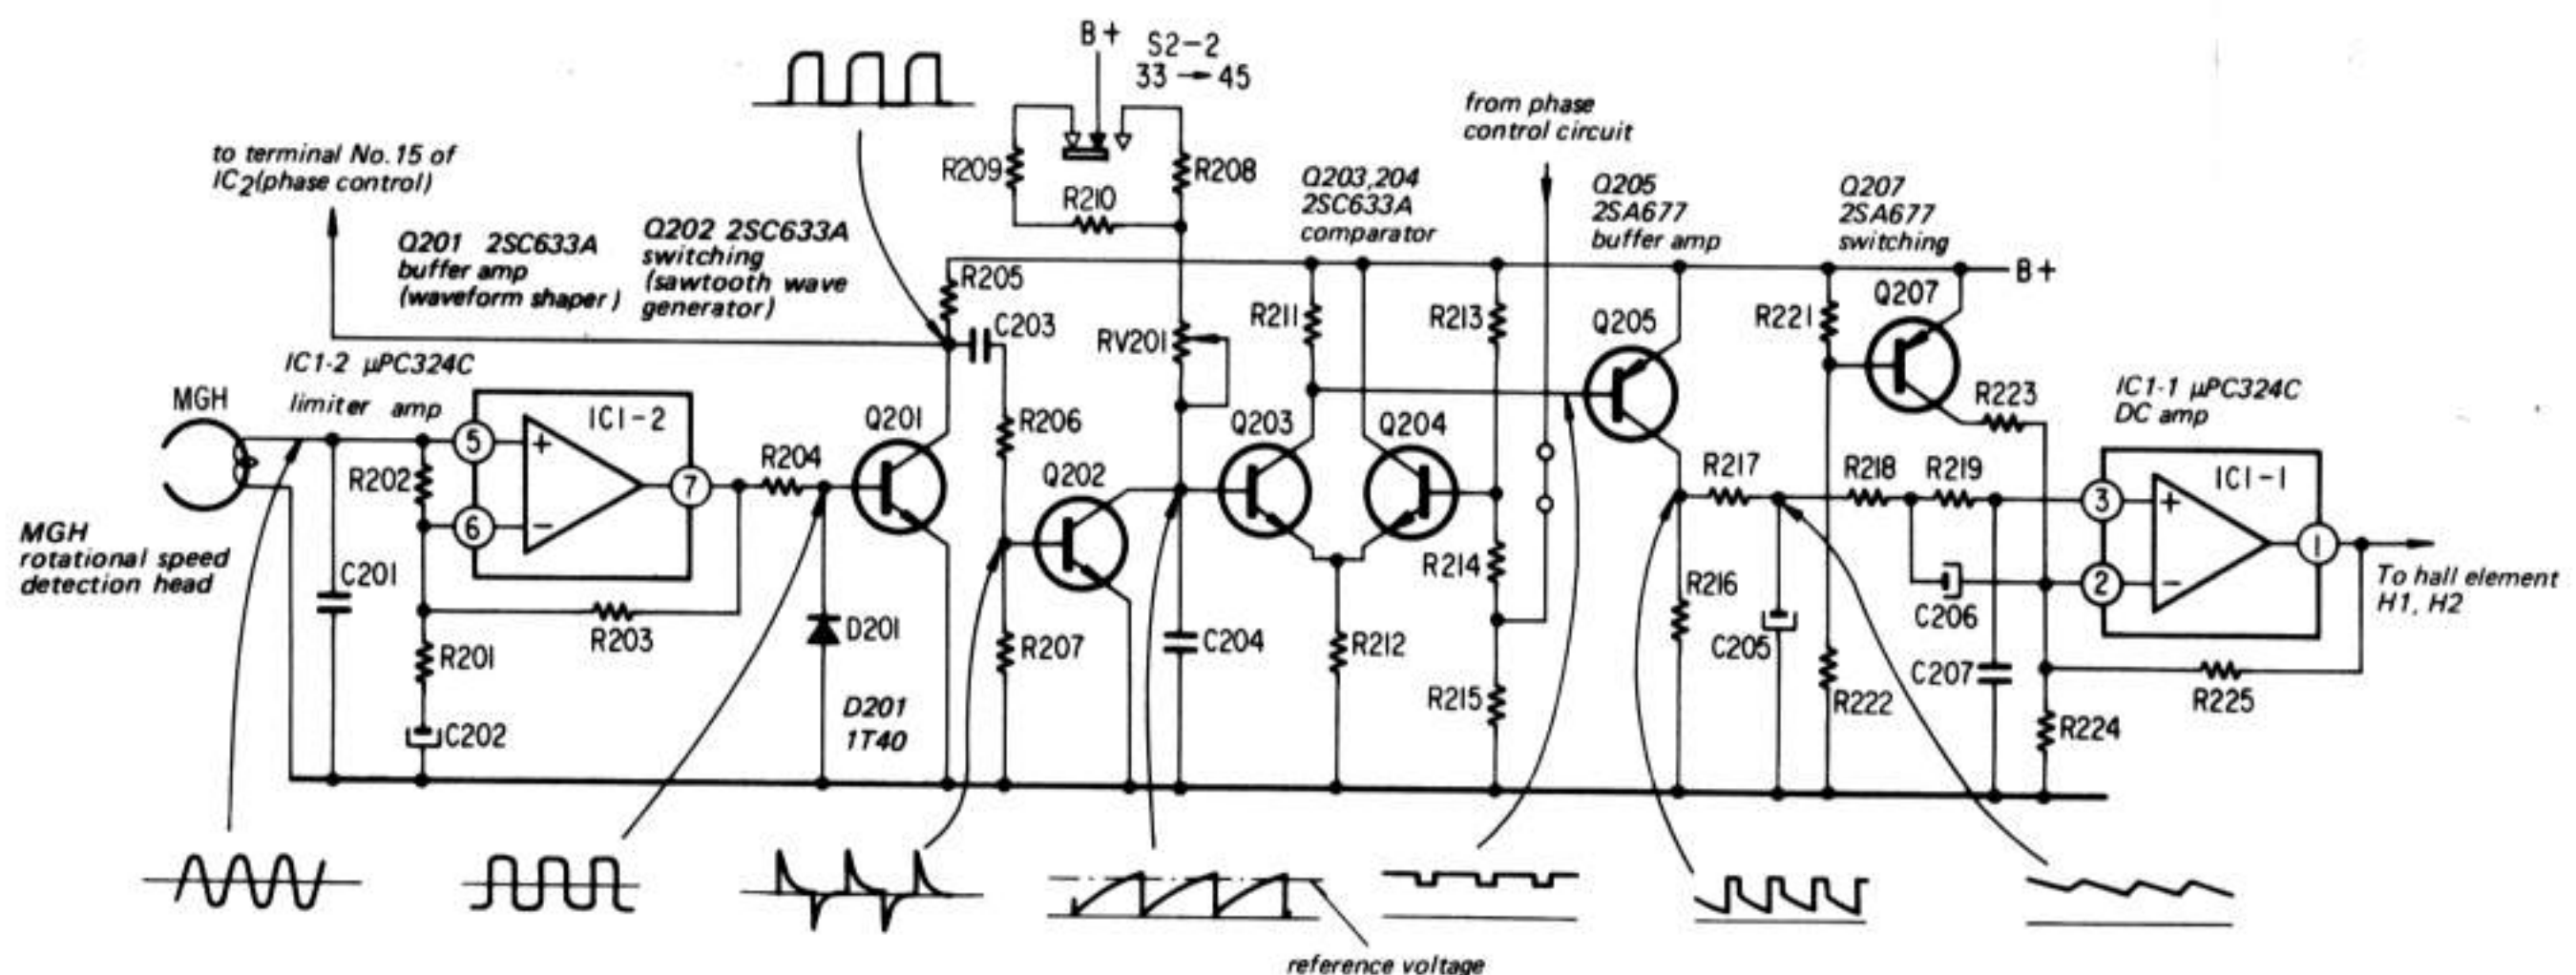 B+
S2-2
33 → 45
from phase
control circuit
to terminal No.15 of
IC2(phase control)
R209
R208
R210
Q203,204
2SC633A
comparator
Q205
2SA677
buffer amp
Q207
2SA677
switching
Q201 2SC633A
buffer amp
(waveform shaper)
Q202 2SC633A
switching
(sawtooth wave
generator)
R205
B+
C203
RV201
R211
R213
Q205
R221
Q207
IC1-2 μPC324C
limiter amp
MGH
IC1-2
Q201
R206
Q203
Q204
R223
IC1-1 μPC324C
DC amp
5
+
R202
7
R204
Q202
R217
R218
R219
3
+
IC1-1
6
−
1
MGH
rotational speed
detection head
C201
R203
D201
R207
C204
R214
R212
R216
C205
C206
2
−
To hall element
H1, H2
R201
C202
D201
1T40
R215
R222
C207
R225
R224
reference voltage